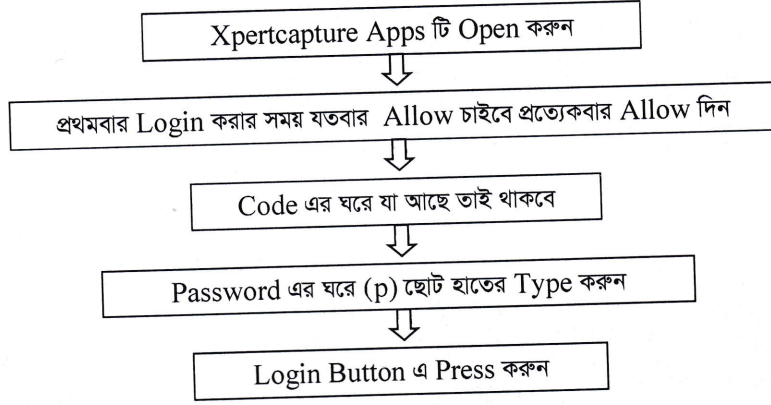 Xpertcapture Apps টি Open করুন
প্রথমবার Login করার সময় যতবার Allow চাইবে প্রত্যেকবার Allow দিন
Code এর ঘরে যা আছে তাই থাকবে
Password এর ঘরে (p) ছোট হাতের Type করুন
Login Button এ Press করুন